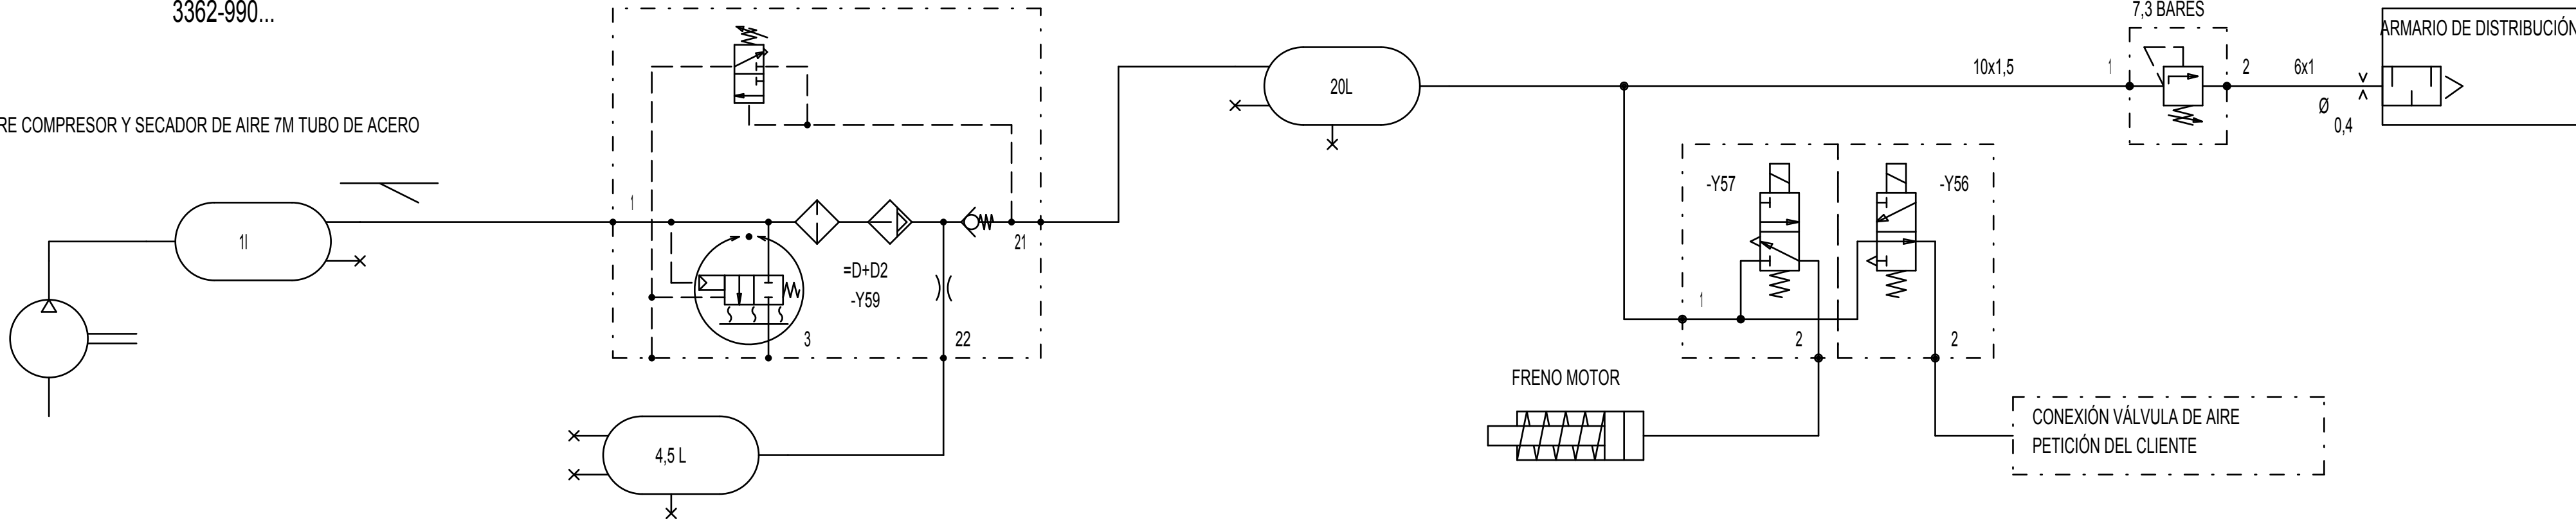 3362-990...
7,3 BARES
ARMARIO DE DISTRIBUCIÓN
10x1,5
1
2
6x1
20L
Ø
0,4
RE COMPRESOR Y SECADOR DE AIRE 7M TUBO DE ACERO
-Y57
-Y56
1
1l
21
=D+D2
-Y59
1
3
22
2
2
FRENO MOTOR
CONEXIÓN VÁLVULA DE AIRE
PETICIÓN DEL CLIENTE
4,5 L